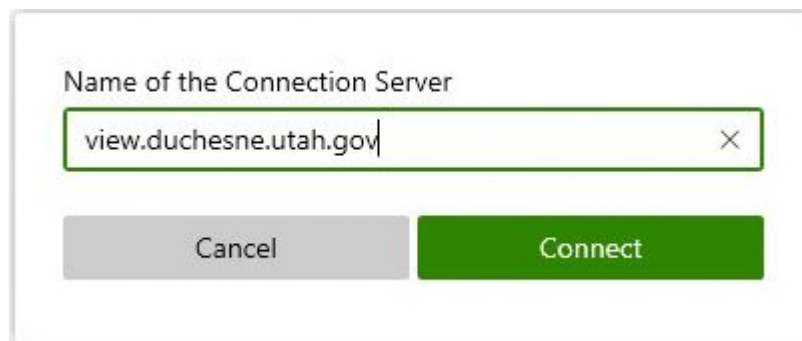 Name of the Connection Server
view.duchesne.utah.gov
Cancel Connect